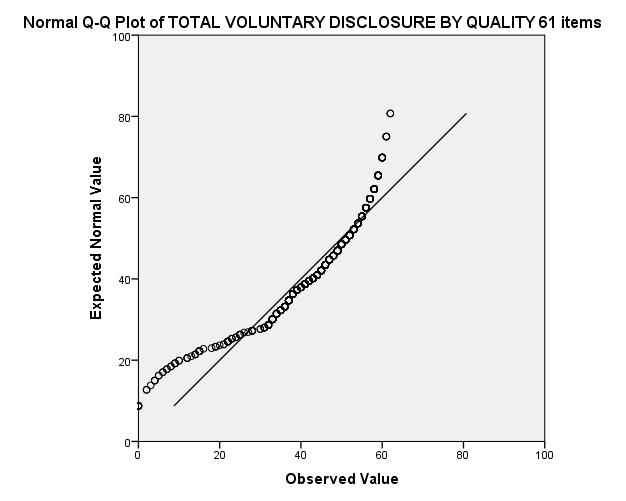 Normal Q-Q Plot of TOTAL VOLUNTARY DISCLOSURE BY QUALITY 61 items
100
80
60
40
20
0
Expected Normal Value
0 20 40 60 80 100
Observed Value